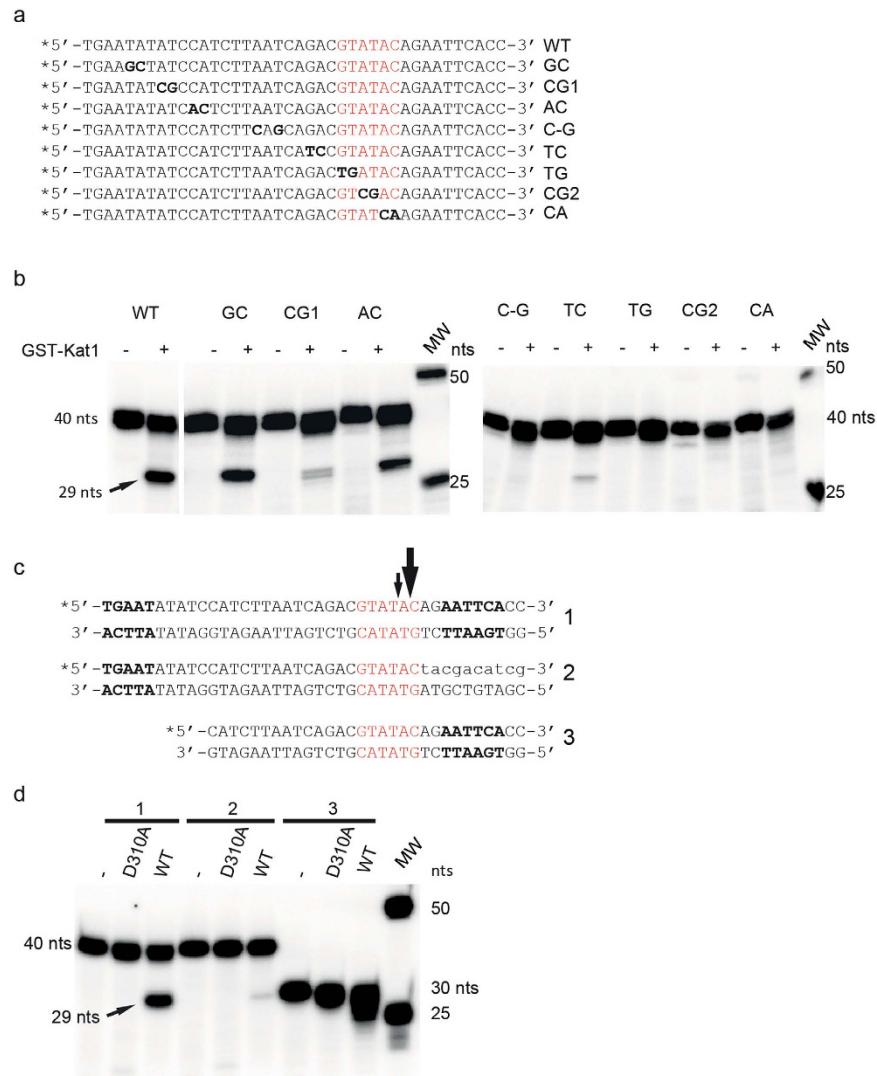 a
*5’-TGAATATATCCATCTTAATCAGACGTATACAGAATTCACC-3’ WT
*5’-TGAAGCTATCCATCTTAATCAGACGTATACAGAATTCACC-3’ GC
*5’-TGAATATCGCCATCTTAATCAGACGTATACAGAATTCACC-3’ CG1
*5’-TGAATATATCACTCTTAATCAGACGTATACAGAATTCACC-3’ AC
*5’-TGAATATATCCATCTTCAGCAGACGTATACAGAATTCACC-3’ C-G
*5’-TGAATATATCCATCTTAATCATCCGTATACAGAATTCACC-3’ TC
*5’-TGAATATATCCATCTTAATCAGACTGATACAGAATTCACC-3’ TG
*5’-TGAATATATCCATCTTAATCAGACGTCGACAGAATTCACC-3’ CG2
*5’-TGAATATATCCATCTTAATCAGACGTATCAAGAATTCACC-3’ CA
b
WT GC CG1 AC MW C-G TC TG CG2 CA MW
GST-Kat1 - + - + - + - + nts - + - + - + - + - + nts
50 50
40 nts 40 nts
29 nts 25 25
c
*5’-TGAATATATCCATCTTAATCAGACGTATACAGAATTCACC-3’ 1
3’-ACTTATATAGGTAGAATTAGTCTGCATATGTCTTAAGTGG-5’
*5’-TGAATATATCCATCTTAATCAGACGTATACtacgacatcg-3’ 2
3’-ACTTATATAGGTAGAATTAGTCTGCATATGATGCTGTAGC-5’
*5’-CATCTTAATCAGACGTATACAGAATTCACC-3’ 3
3’-GTAGAATTAGTCTGCATATGTCTTAAGTGG-5’
d
1 2 3
- D310A WT - D310A WT - D310A WT MW nts
50
40 nts
30 nts
29 nts 25